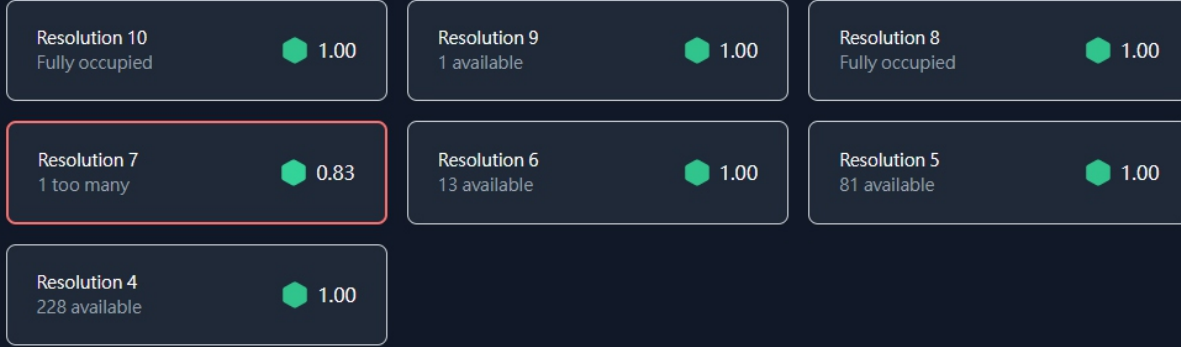 Resolution 10
Fully occupied
1.00
Resolution 9
1 available
1.00
Resolution 8
Fully occupied
1.00
Resolution 7
1 too many
0.83
Resolution 6
13 available
1.00
Resolution 5
81 available
1.00
Resolution 4
228 available
1.00